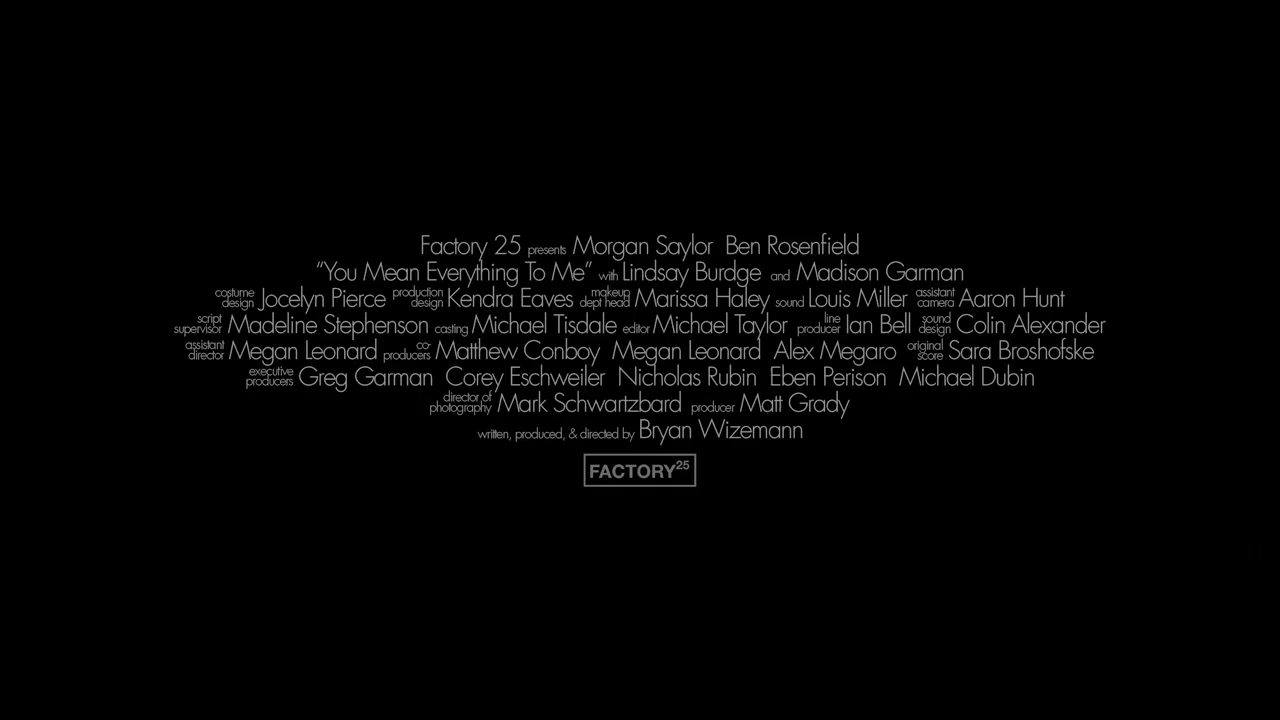 Factory 25 presents Morgan Saylor Ben Rosenfield
“You Mean Everything To Me” with Lindsay Burdge and Madison Garman
costume design Jocelyn Pierce production design Kendra Eaves makeup dept head Marissa Haley sound Louis Miller assistant camera Aaron Hunt
script supervisor Madeline Stephenson casting Michael Tisdale editor Michael Taylor line producer Ian Bell sound design Colin Alexander
assistant director Megan Leonard co-producers Matthew Conboy Megan Leonard Alex Megaro original score Sara Broshofske
executive producers Greg Garman Corey Eschweiler Nicholas Rubin Eben Perison Michael Dubin
director of photography Mark Schwartzbard producer Matt Grady
written, produced, & directed by Bryan Wizemann
FACTORY25